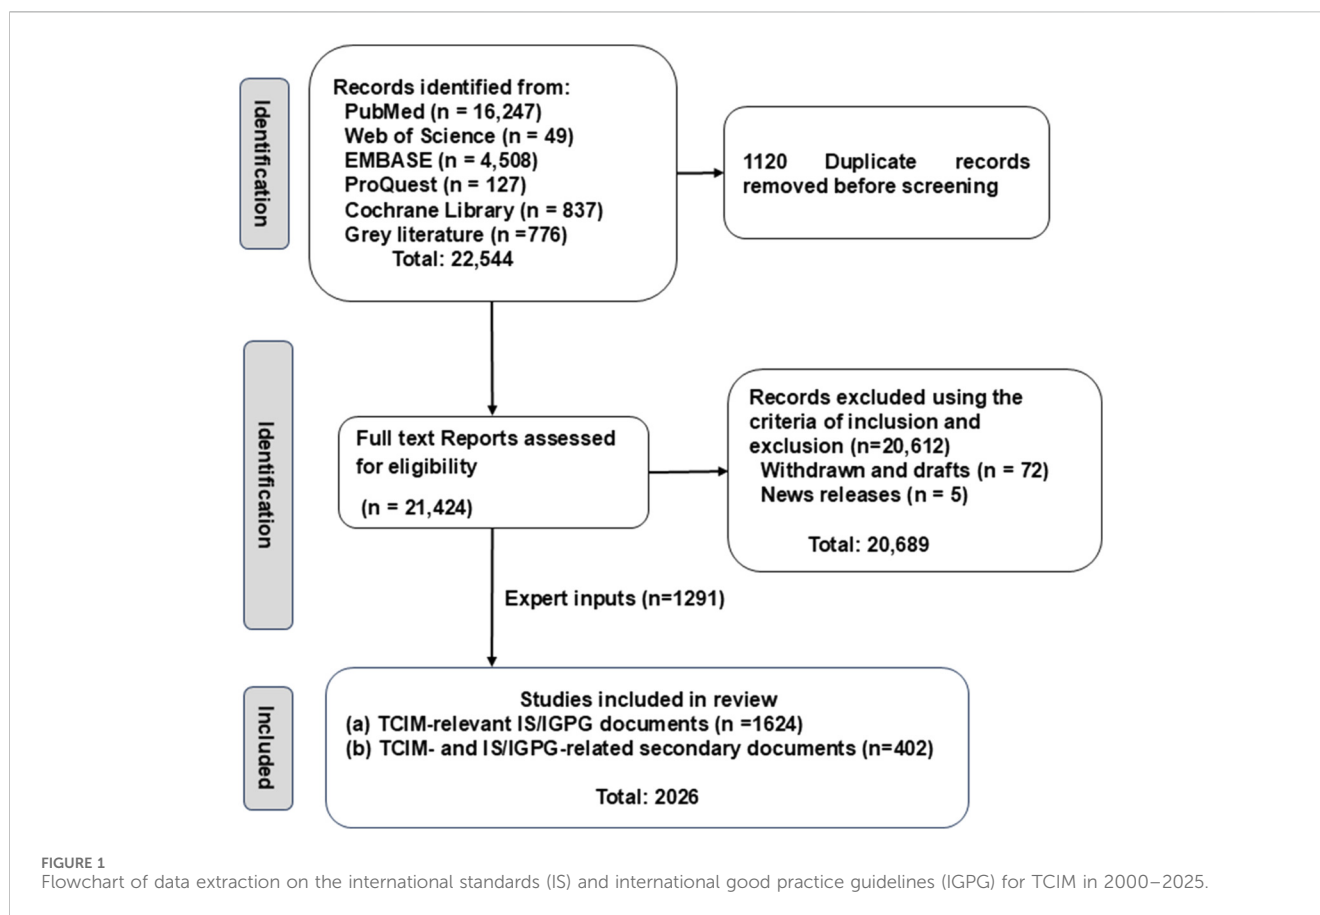 Identification
Records identified from:
PubMed (n = 16,247)
Web of Science (n = 49)
EMBASE (n = 4,508)
ProQuest (n = 127)
Cochrane Library (n = 837)
Grey literature (n =776)
Total: 22,544
1120 Duplicate records
removed before screening
Identification
Full text Reports assessed
for eligibility
(n = 21,424)
Records excluded using the
criteria of inclusion and
exclusion (n=20,612)
Withdrawn and drafts (n = 72)
News releases (n = 5)
Total: 20,689
Expert inputs (n=1291)
Included
Studies included in review
(a) TCIM-relevant IS/IGPG documents (n =1624)
(b) TCIM- and IS/IGPG-related secondary documents (n=402)
Total: 2026
FIGURE 1
Flowchart of data extraction on the international standards (IS) and international good practice guidelines (IGPG) for TCIM in 2000–2025.